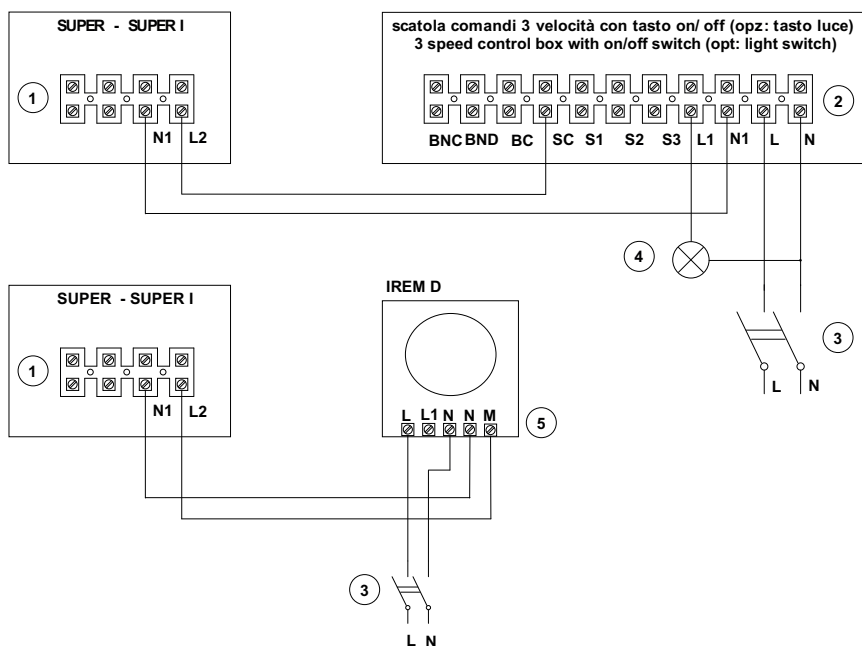 SUPER - SUPER I
1
N1 L2
scatola comandi 3 velocità con tasto on/ off (opz: tasto luce)
3 speed control box with on/off switch (opt: light switch)
2
BNC BND BC SC S1 S2 S3 L1 N1 L N
4
3
L N
SUPER - SUPER I
1
N1 L2
IREM D
L L1 N N M
5
3
L N